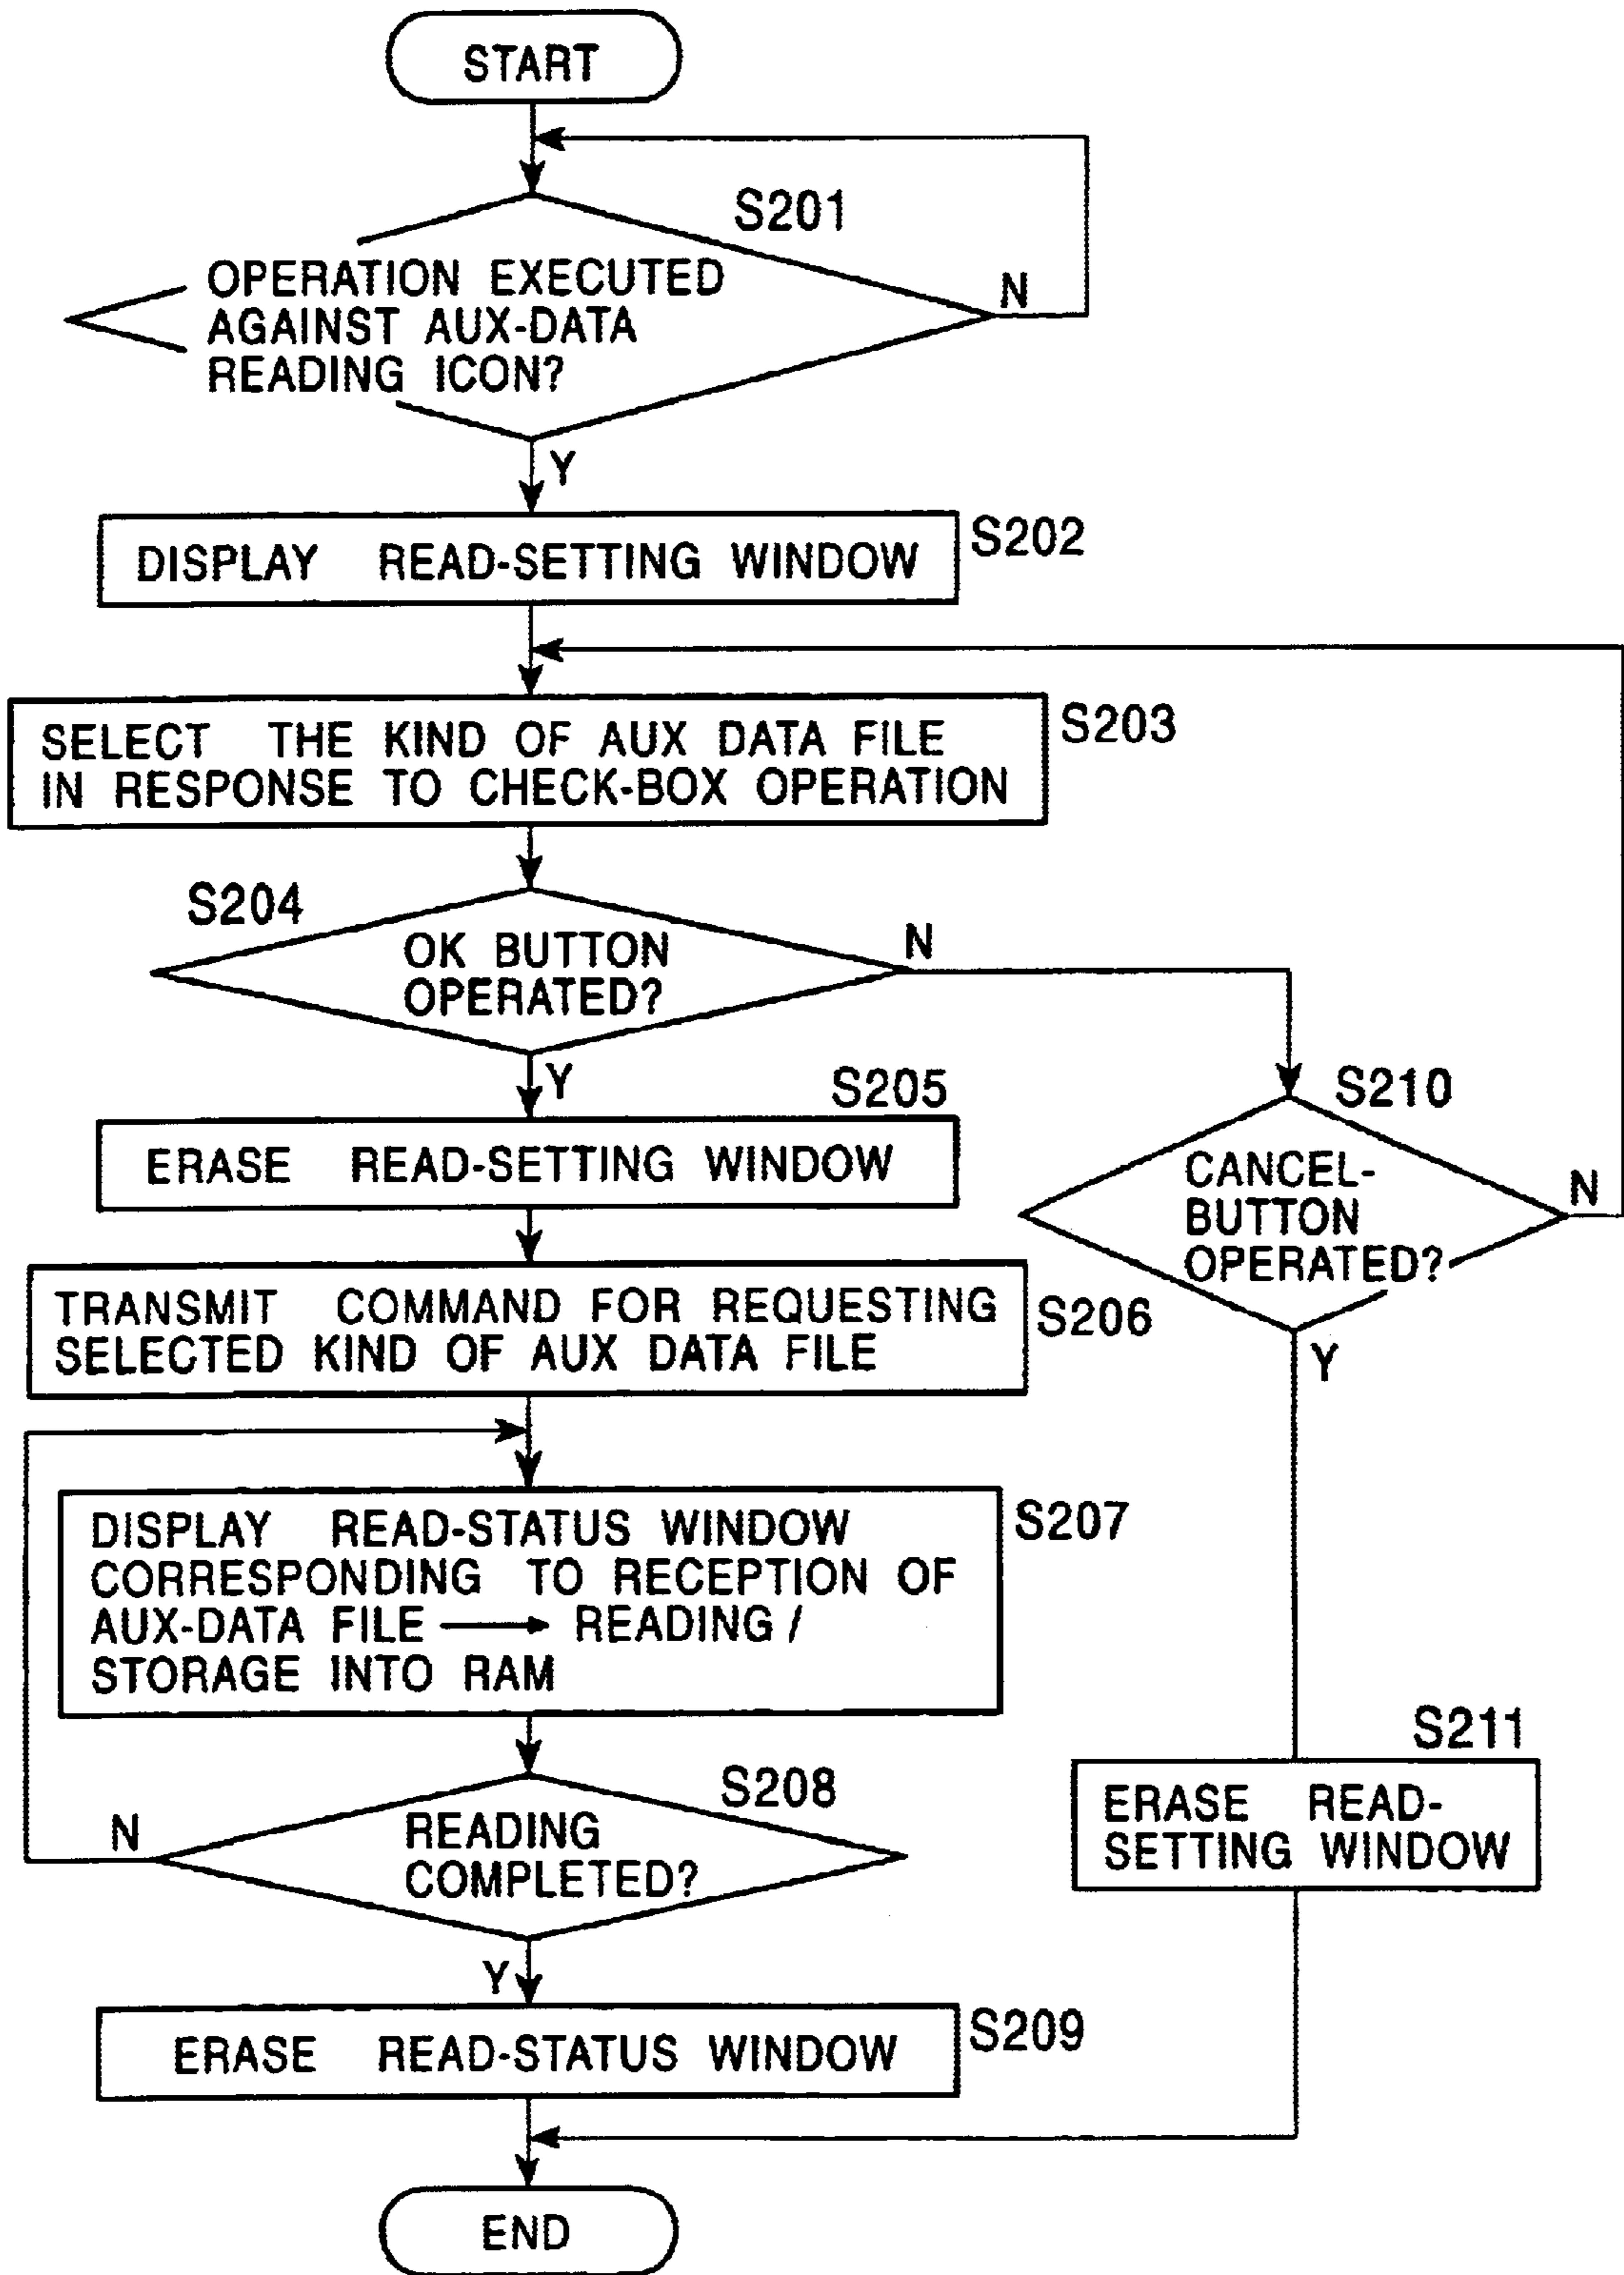 START
S201
OPERATION EXECUTED
AGAINST AUX-DATA
READING ICON?
N
Y
DISPLAY READ-SETTING WINDOW
S202
SELECT THE KIND OF AUX DATA FILE
IN RESPONSE TO CHECK-BOX OPERATION
S203
S204
OK BUTTON
OPERATED?
N
Y
S205
ERASE READ-SETTING WINDOW
S210
CANCEL-
BUTTON
OPERATED?
N
Y
TRANSMIT COMMAND FOR REQUESTING
SELECTED KIND OF AUX DATA FILE
S206
DISPLAY READ-STATUS WINDOW
CORRESPONDING TO RECEPTION OF
AUX-DATA FILE → READING /
STORAGE INTO RAM
S207
S208
READING
COMPLETED?
N
Y
S211
ERASE READ-
SETTING WINDOW
ERASE READ-STATUS WINDOW
S209
END